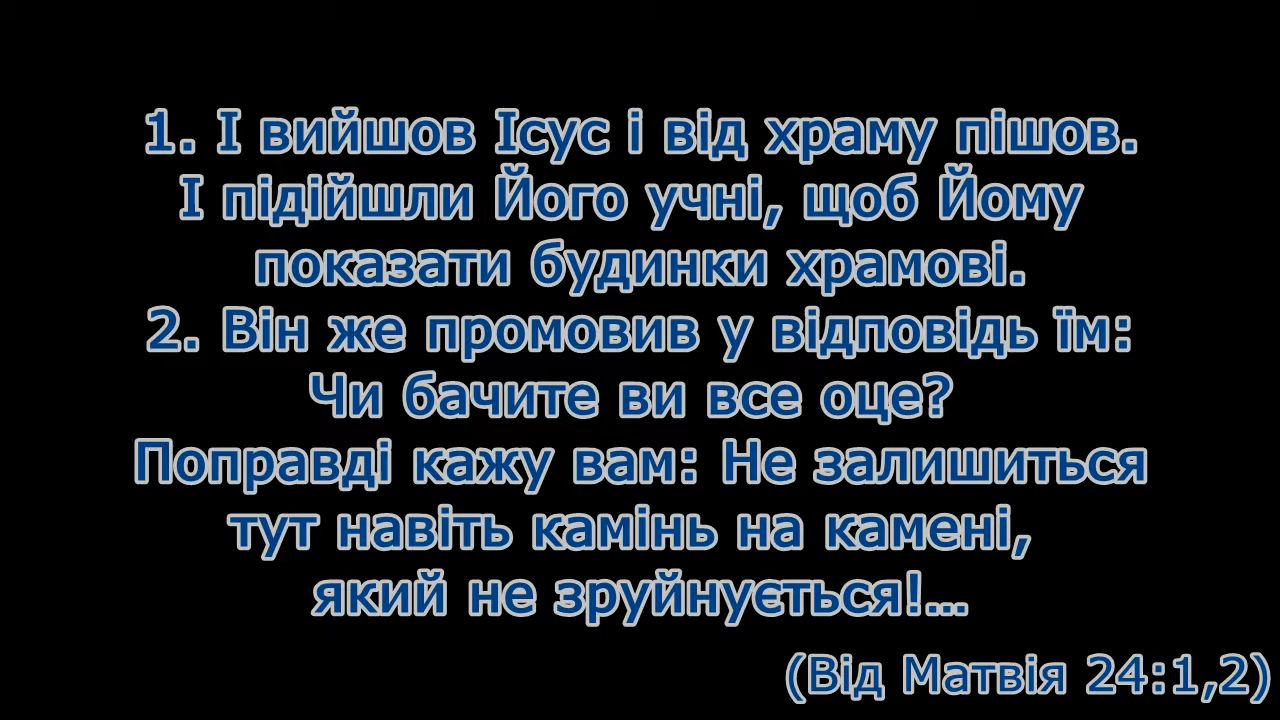 1. І вийшов Ісус і від храму пішов.
І підійшли Його учні, щоб Йому
показати будинки храмові.
2. Він же промовив у відповідь їм:
Чи бачите ви все оце?
Поправді кажу вам: Не залишиться
тут навіть камінь на камені,
який не зруйнується!...
(Від Матвія 24:1,2)